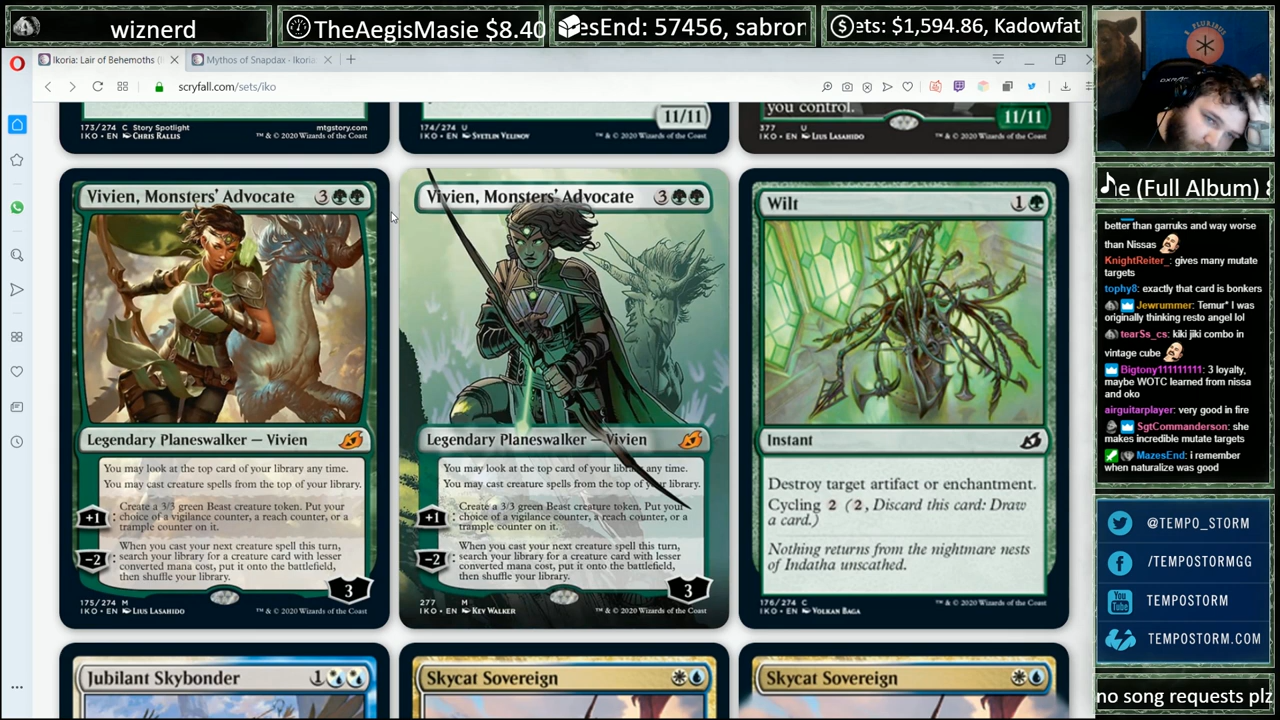 wiznerd
TheAegisMasie $8.40
esEnd: 57456, sabron
ets: $1,594.86, Kadowfat
PLURIBUS
Ikoria: Lair of Behemoths (I
Mythos of Snapdax · Ikoria:
scryfall.com/sets/iko
173/274 C Story Spotlight
IKO • EN CHRIS RALLIS
mtgstory.com
™ & © 2020 Wizards of the Coast
174/274 U
IKO • EN SVETLIN VELINOV
11/11
™ & © 2020 Wizards of the Coast
you control.
377 U
IKO • EN LIUS LASAHIDO
11/11
™ & © 2020 Wizards of the Coast
Vivien, Monsters' Advocate 3
Legendary Planeswalker — Vivien
You may look at the top card of your library any time.
You may cast creature spells from the top of your library.
+1: Create a 3/3 green Beast creature token. Put your
choice of a vigilance counter, a reach counter, or a
trample counter on it.
−2: When you cast your next creature spell this turn,
search your library for a creature card with lesser
converted mana cost, put it onto the battlefield,
then shuffle your library.
3
175/274 M
IKO • EN LIUS LASAHIDO
™ & © 2020 Wizards of the Coast
Vivien, Monsters' Advocate 3
Legendary Planeswalker — Vivien
You may look at the top card of your library any time.
You may cast creature spells from the top of your library.
+1: Create a 3/3 green Beast creature token. Put your
choice of a vigilance counter, a reach counter, or a
trample counter on it.
−2: When you cast your next creature spell this turn,
search your library for a creature card with lesser
converted mana cost, put it onto the battlefield,
then shuffle your library.
3
277 M
IKO • EN KEY WALKER
™ & © 2020 Wizards of the Coast
Wilt 1
Instant
Destroy target artifact or enchantment.
Cycling 2 (2, Discard this card: Draw
a card.)
Nothing returns from the nightmare nests
of Indatha unscathed.
176/274 C
IKO • EN VOLKAN BAGA
™ & © 2020 Wizards of the Coast
Jubilant Skybonder 1
Skycat Sovereign
Skycat Sovereign
e (Full Album)
better than garruks and way worse
than Nissas
KnightReiter_: gives many mutate
targets
tophy8: exactly that card is bonkers
Jewrummer: Temur* I was
originally thinking resto angel lol
tearSs_cs: kiki jiki combo in
vintage cube
Bigtony111111111: 3 loyalty,
maybe WOTC learned from nissa
and oko
airguitarplayer: very good in fire
SgtCommanderson: she
makes incredible mutate targets
MazesEnd: i remember
when naturalize was good
@TEMPO_STORM
/TEMPOSTORMGG
TEMPOSTORM
TEMPOSTORM.COM
no song requests plz